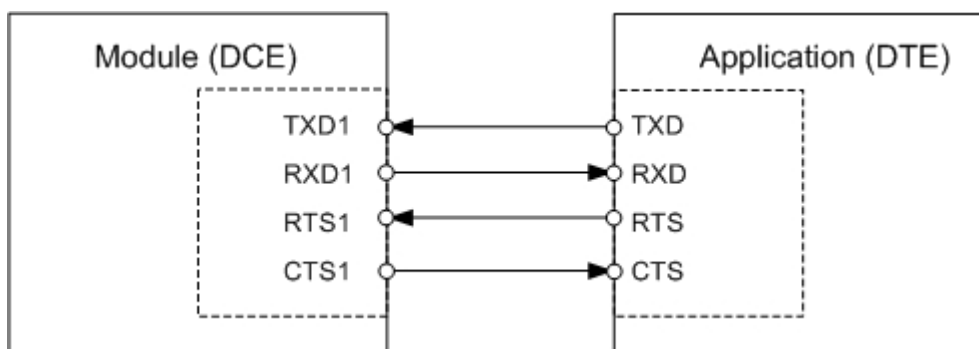 Module (DCE)
Application (DTE)
TXD1
TXD
RXD1
RXD
RTS1
RTS
CTS1
CTS